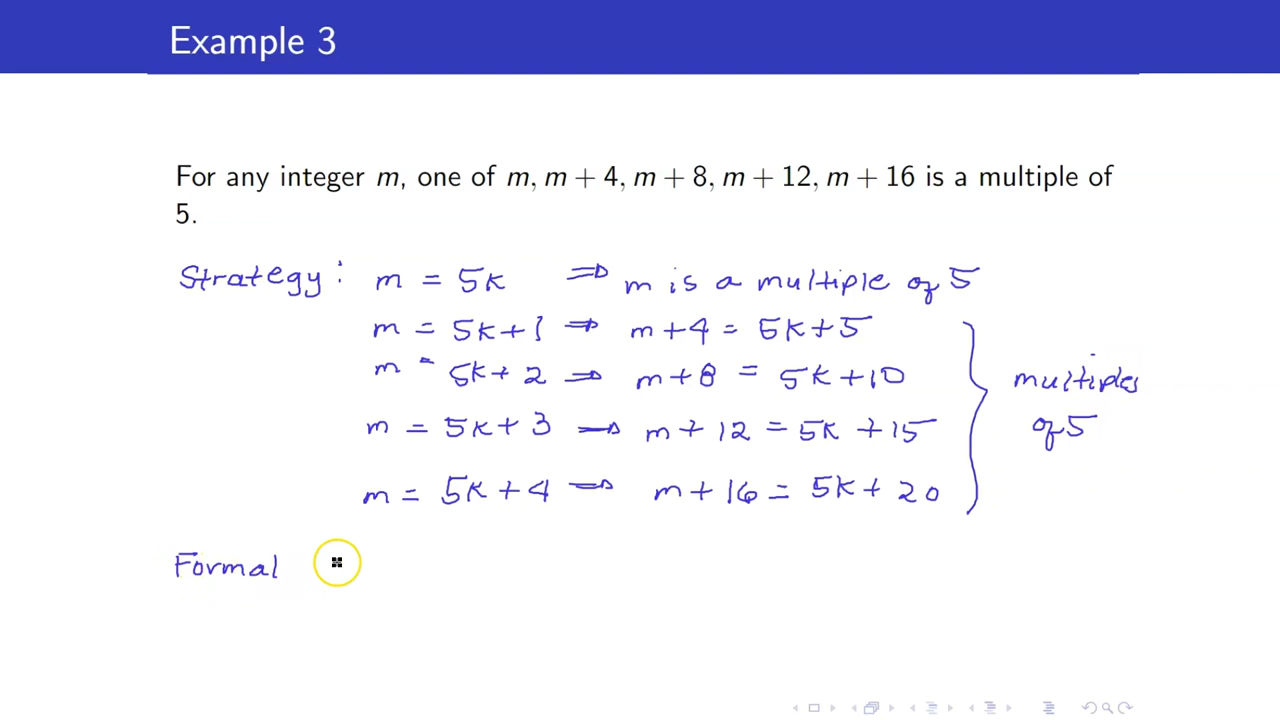 Example 3
For any integer m, one of m, m + 4, m + 8, m + 12, m + 16 is a multiple of
5.
Strategy: m = 5k ⇒ m is a multiple of 5
m = 5k+1 ⇒ m+4 = 5k+5
m = 5k+2 ⇒ m+8 = 5k+10
multiples
m = 5k+3 ⇒ m+12 = 5k+15
of 5
m = 5k+4 ⇒ m+16 = 5k+20
Formal